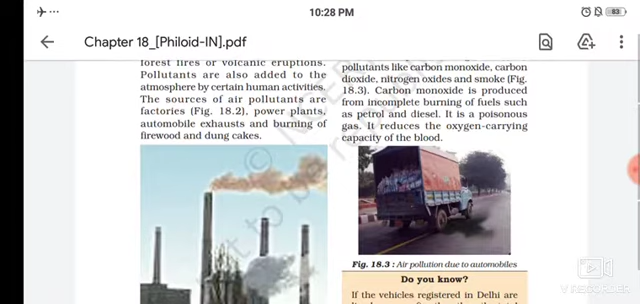 10:28 PM
83
Chapter 18_[Philoid-IN].pdf
forest fires or volcanic eruptions.
Pollutants are also added to the
atmosphere by certain human activities.
The sources of air pollutants are
factories (Fig. 18.2), power plants,
automobile exhausts and burning of
firewood and dung cakes.
pollutants like carbon monoxide, carbon
dioxide, nitrogen oxides and smoke (Fig.
18.3). Carbon monoxide is produced
from incomplete burning of fuels such
as petrol and diesel. It is a poisonous
gas. It reduces the oxygen-carrying
capacity of the blood.
Fig. 18.3 : Air pollution due to automobiles
Do you know?
If the vehicles registered in Delhi are